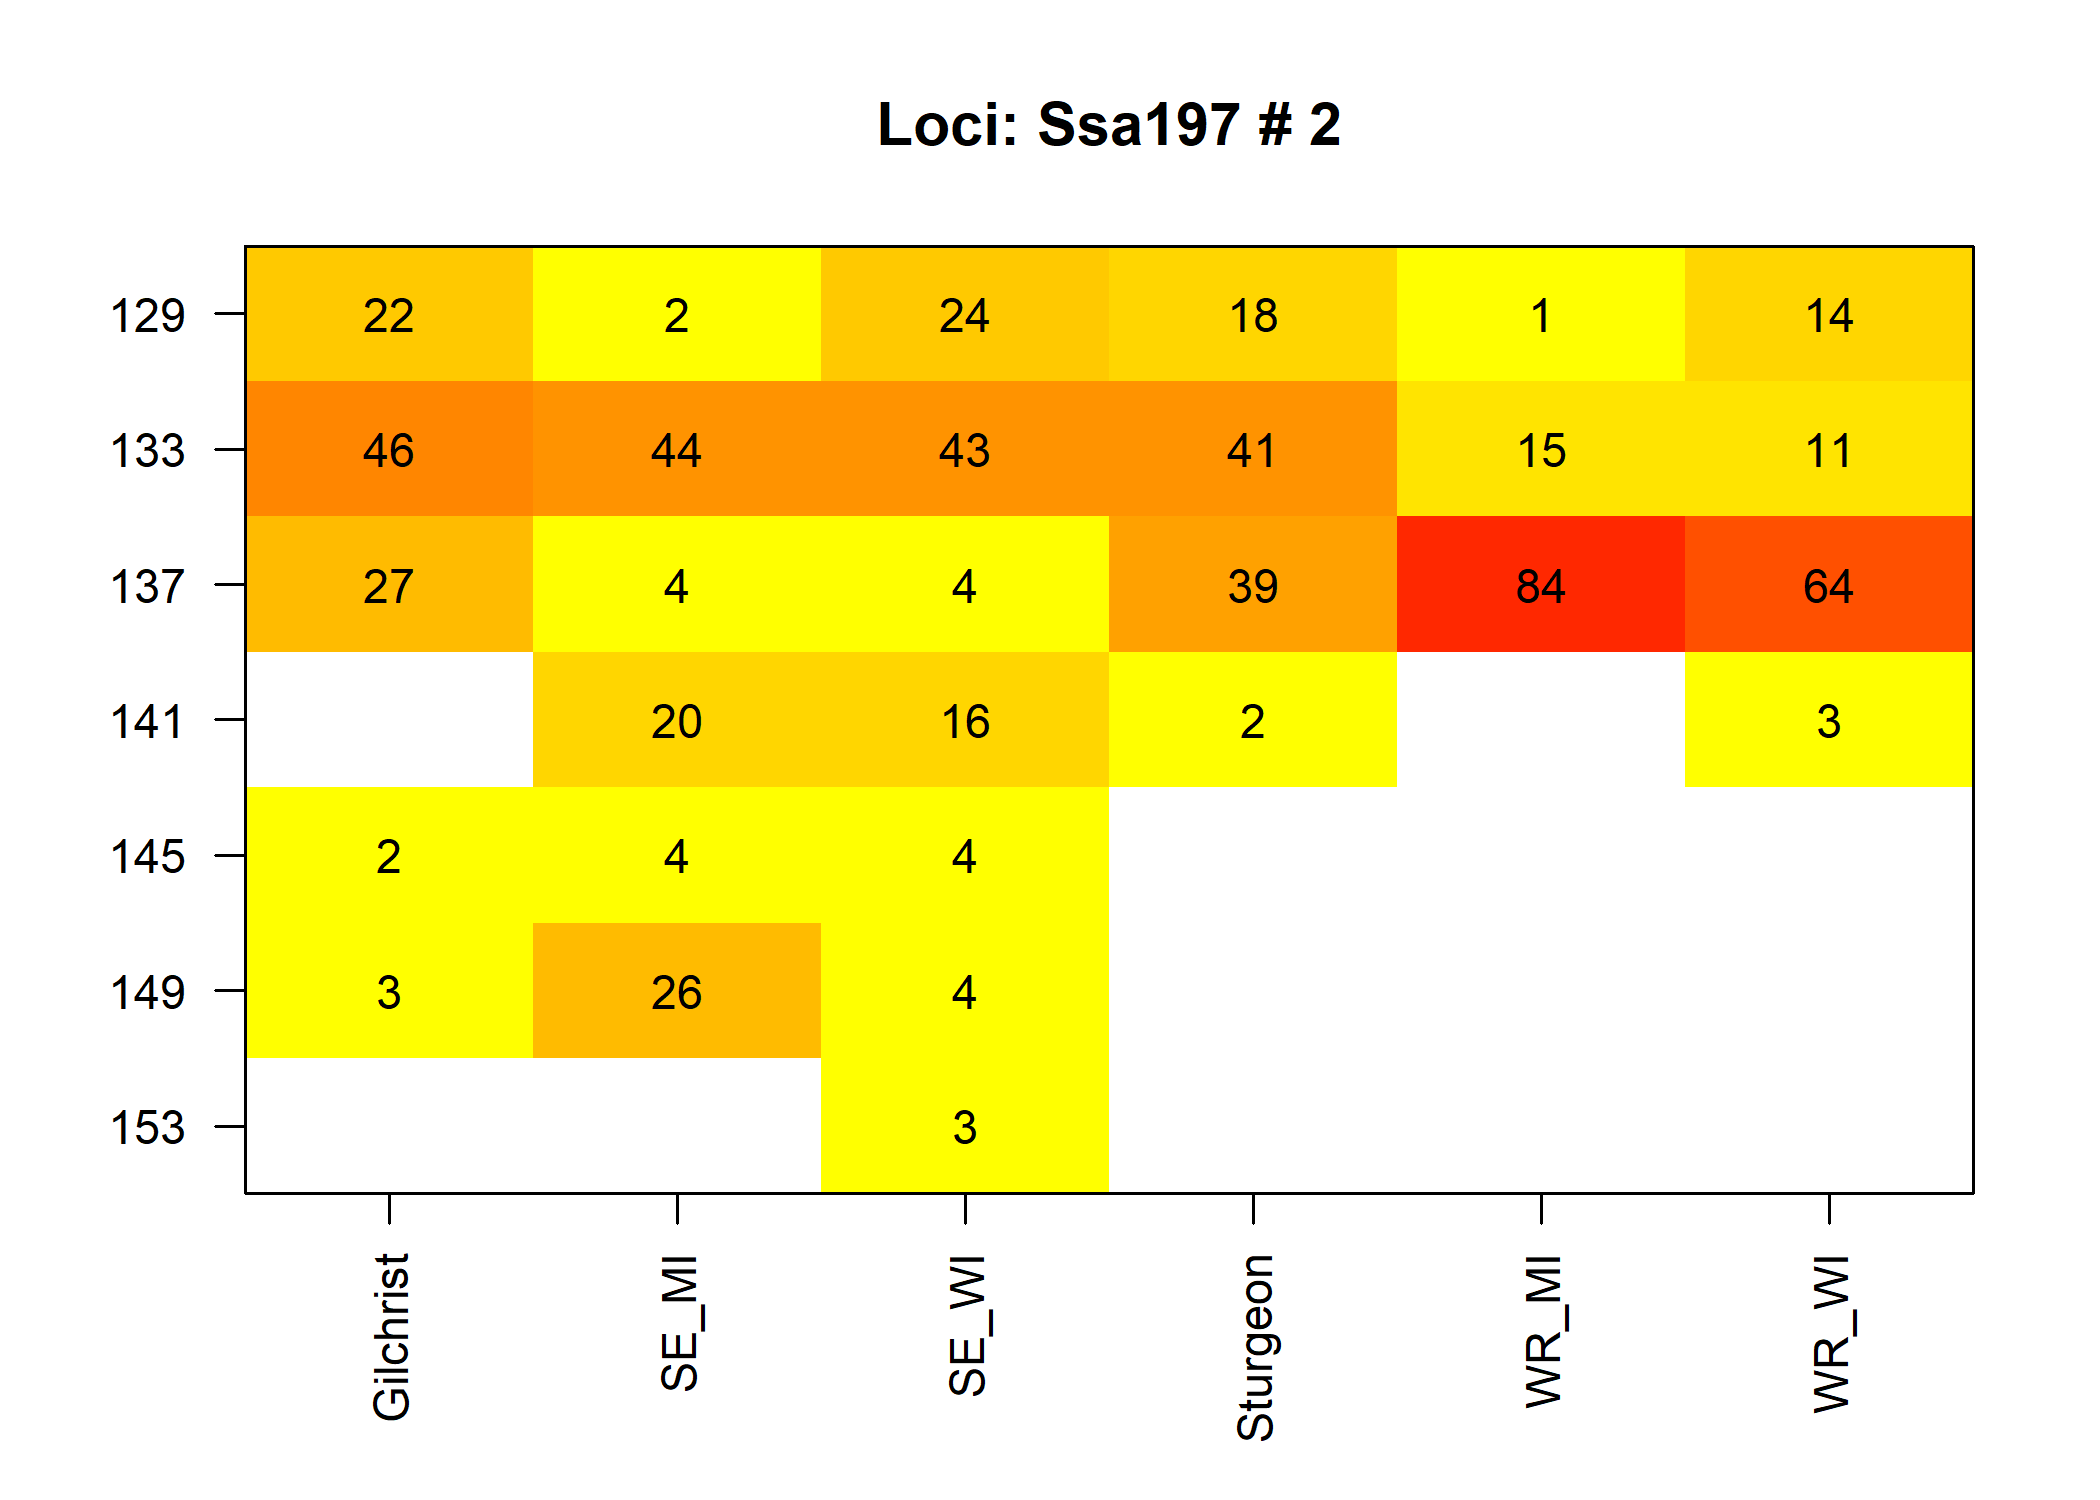 Loci: Ssa197 # 2
129 22 2 24 18 1 14
133 46 44 43 41 15 11
137 27 4 4 39 84 64
141 20 16 2 3
145 2 4 4
149 3 26 4
153 3
Gilchrist SE_MI SE_WI Sturgeon WR_MI WR_WI